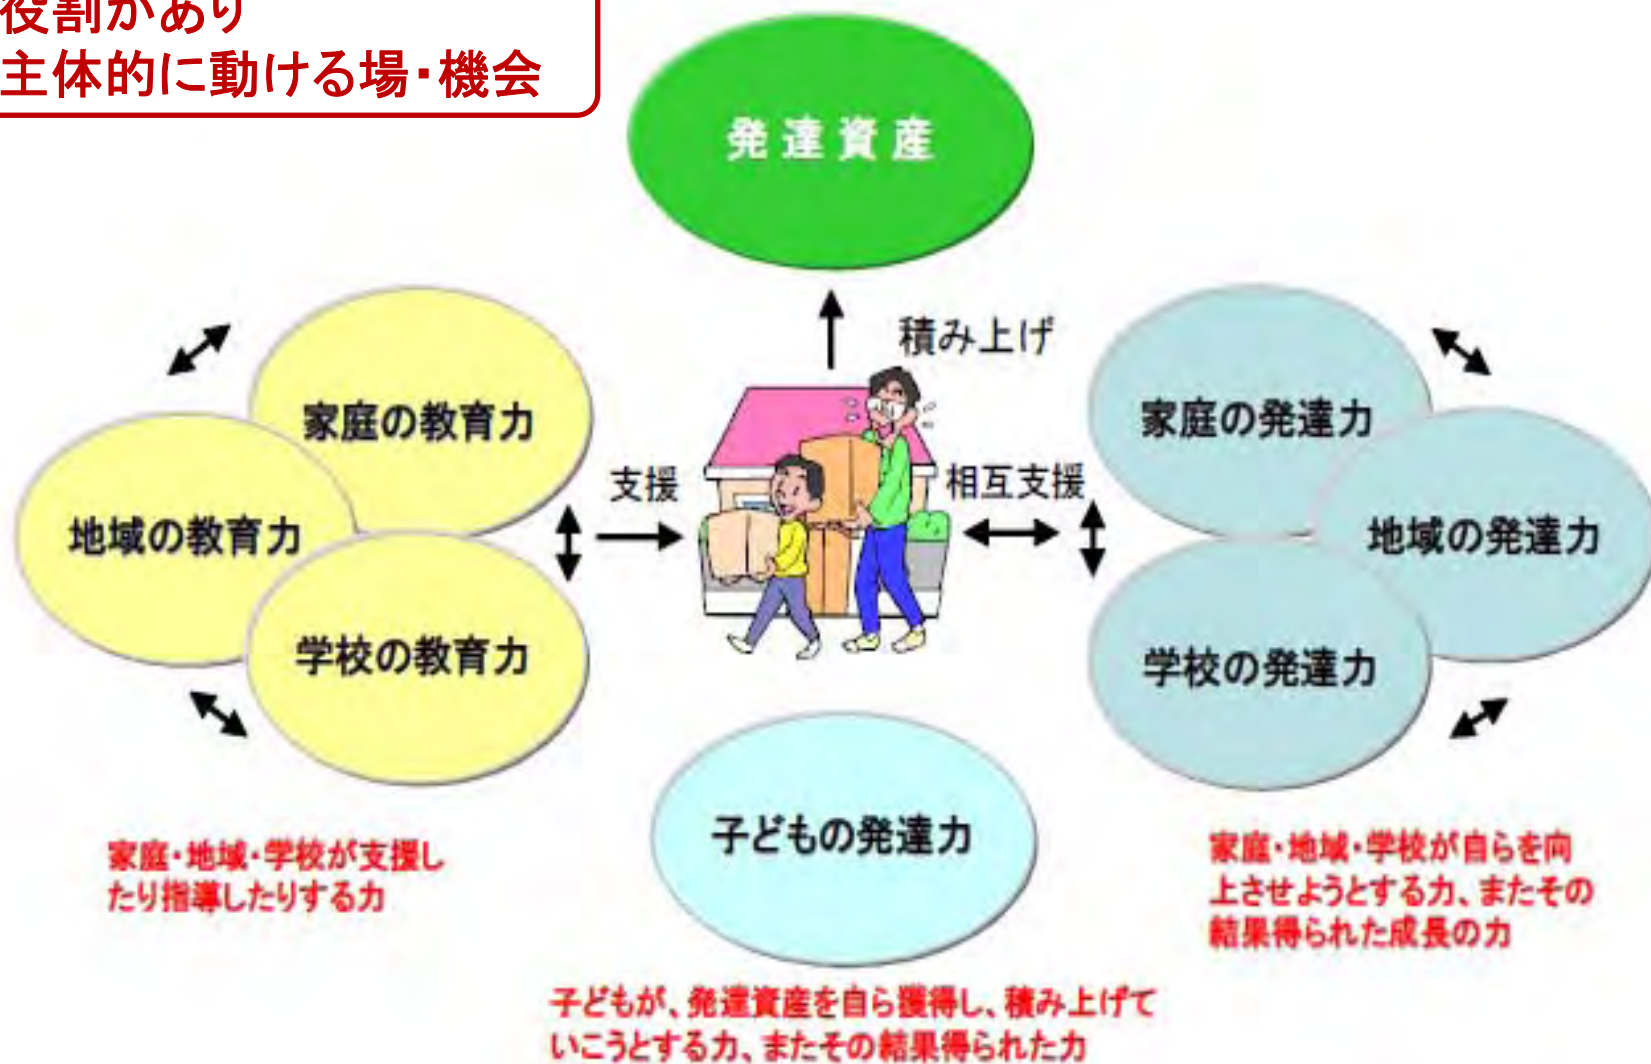 役割があり
主体的に動ける場・機会
発達資産
積み上げ
家庭の教育力
地域の教育力
学校の教育力
支援
相互支援
家庭の発達力
地域の発達力
学校の発達力
子どもの発達力
家庭・地域・学校が支援し
たり指導したりする力
家庭・地域・学校が自らを向
上させようとする力、またその
結果得られた成長の力
子どもが、発達資産を自ら獲得し、積み上げて
いこうとする力、またその結果得られた力